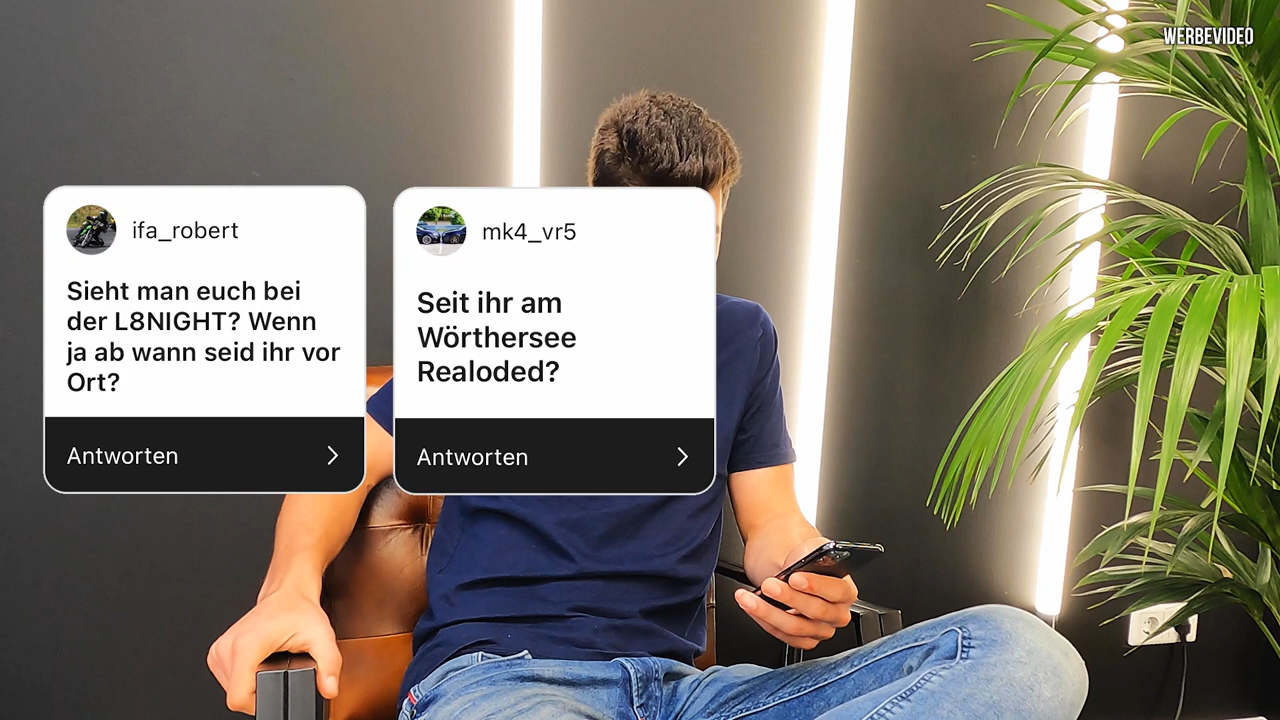 WERBEVIDEO
ifa_robert
Sieht man euch bei
der L8NIGHT? Wenn
ja ab wann seid ihr vor
Ort?
Antworten
mk4_vr5
Seit ihr am
Wörthersee
Realoded?
Antworten